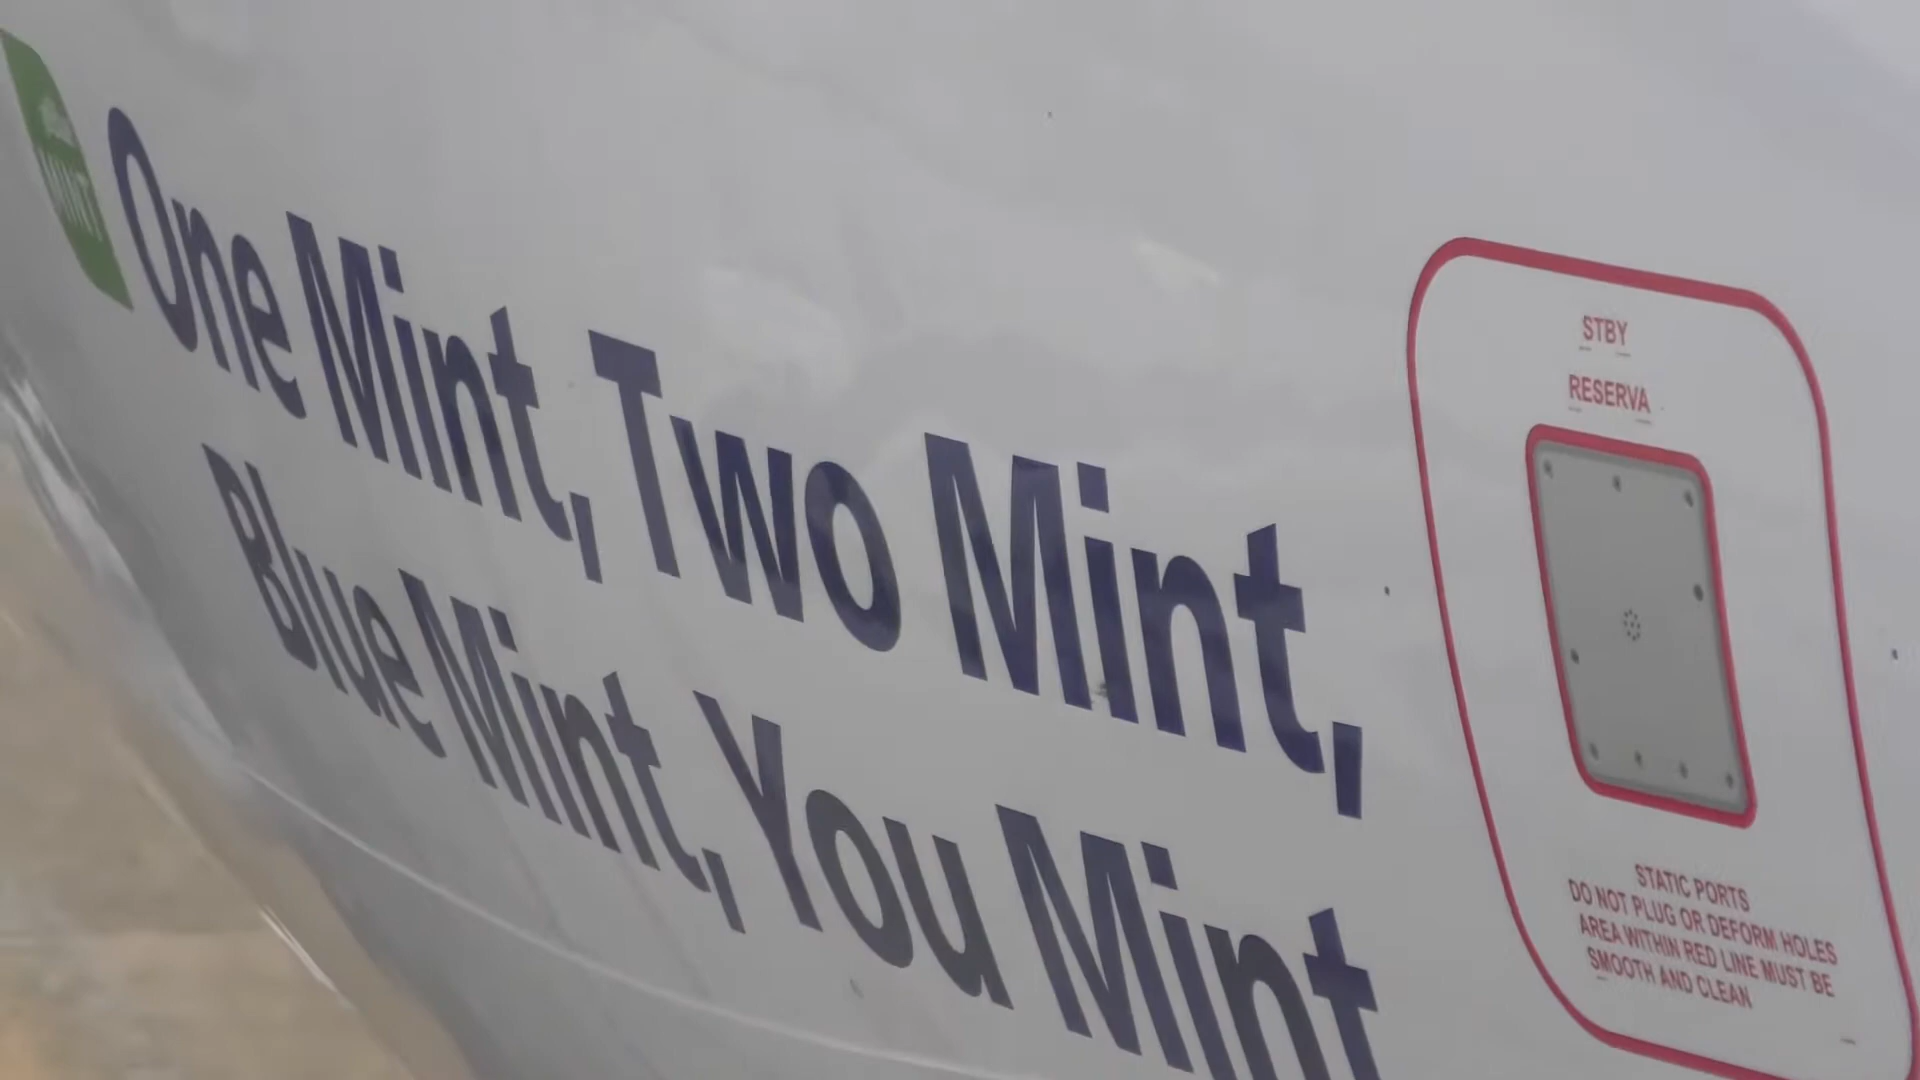 MINT
One Mint, Two Mint,
Blue Mint, You Mint
STBY
RESERVA
STATIC PORTS
DO NOT PLUG OR DEFORM HOLES
AREA WITHIN RED LINE MUST BE
SMOOTH AND CLEAN